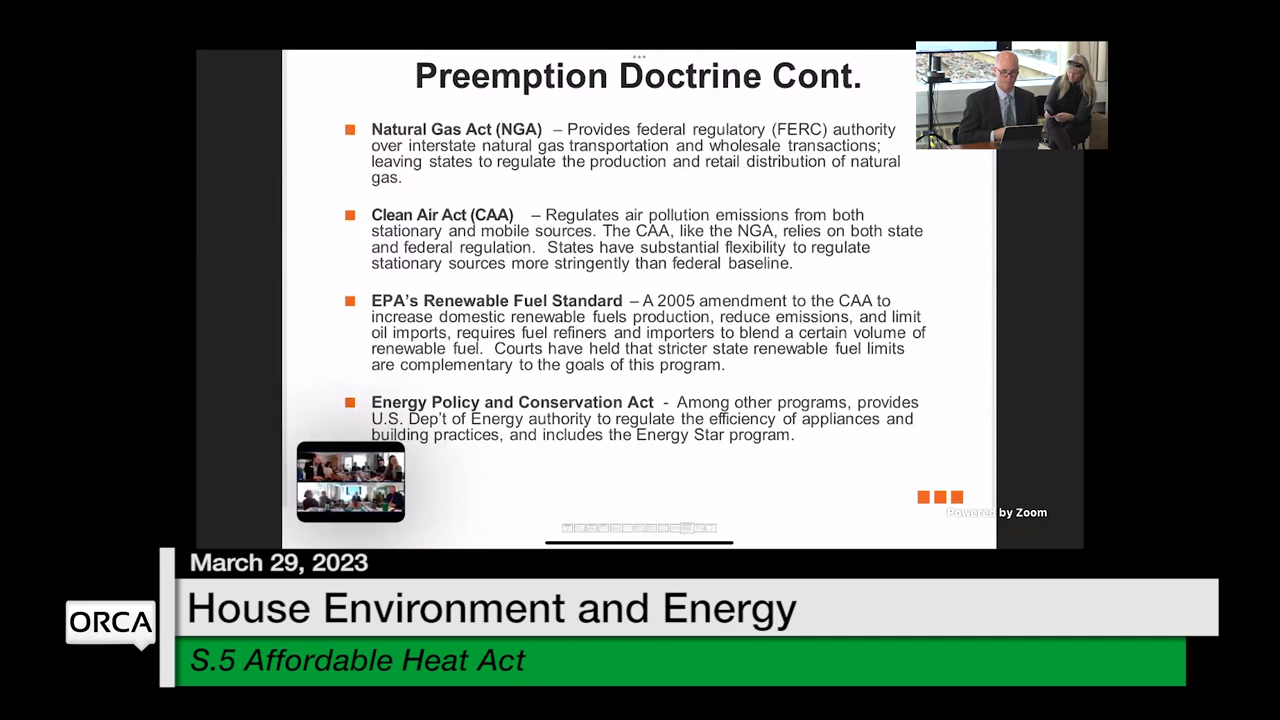 Preemption Doctrine Cont.
Natural Gas Act (NGA) – Provides federal regulatory (FERC) authority
over interstate natural gas transportation and wholesale transactions;
leaving states to regulate the production and retail distribution of natural
gas.
Clean Air Act (CAA) – Regulates air pollution emissions from both
stationary and mobile sources. The CAA, like the NGA, relies on both state
and federal regulation. States have substantial flexibility to regulate
stationary sources more stringently than federal baseline.
EPA's Renewable Fuel Standard – A 2005 amendment to the CAA to
increase domestic renewable fuels production, reduce emissions, and limit
oil imports, requires fuel refiners and importers to blend a certain volume of
renewable fuel. Courts have held that stricter state renewable fuel limits
are complementary to the goals of this program.
Energy Policy and Conservation Act - Among other programs, provides
U.S. Dep't of Energy authority to regulate the efficiency of appliances and
building practices, and includes the Energy Star program.
Powered by Zoom
March 29, 2023
ORCA
House Environment and Energy
S.5 Affordable Heat Act